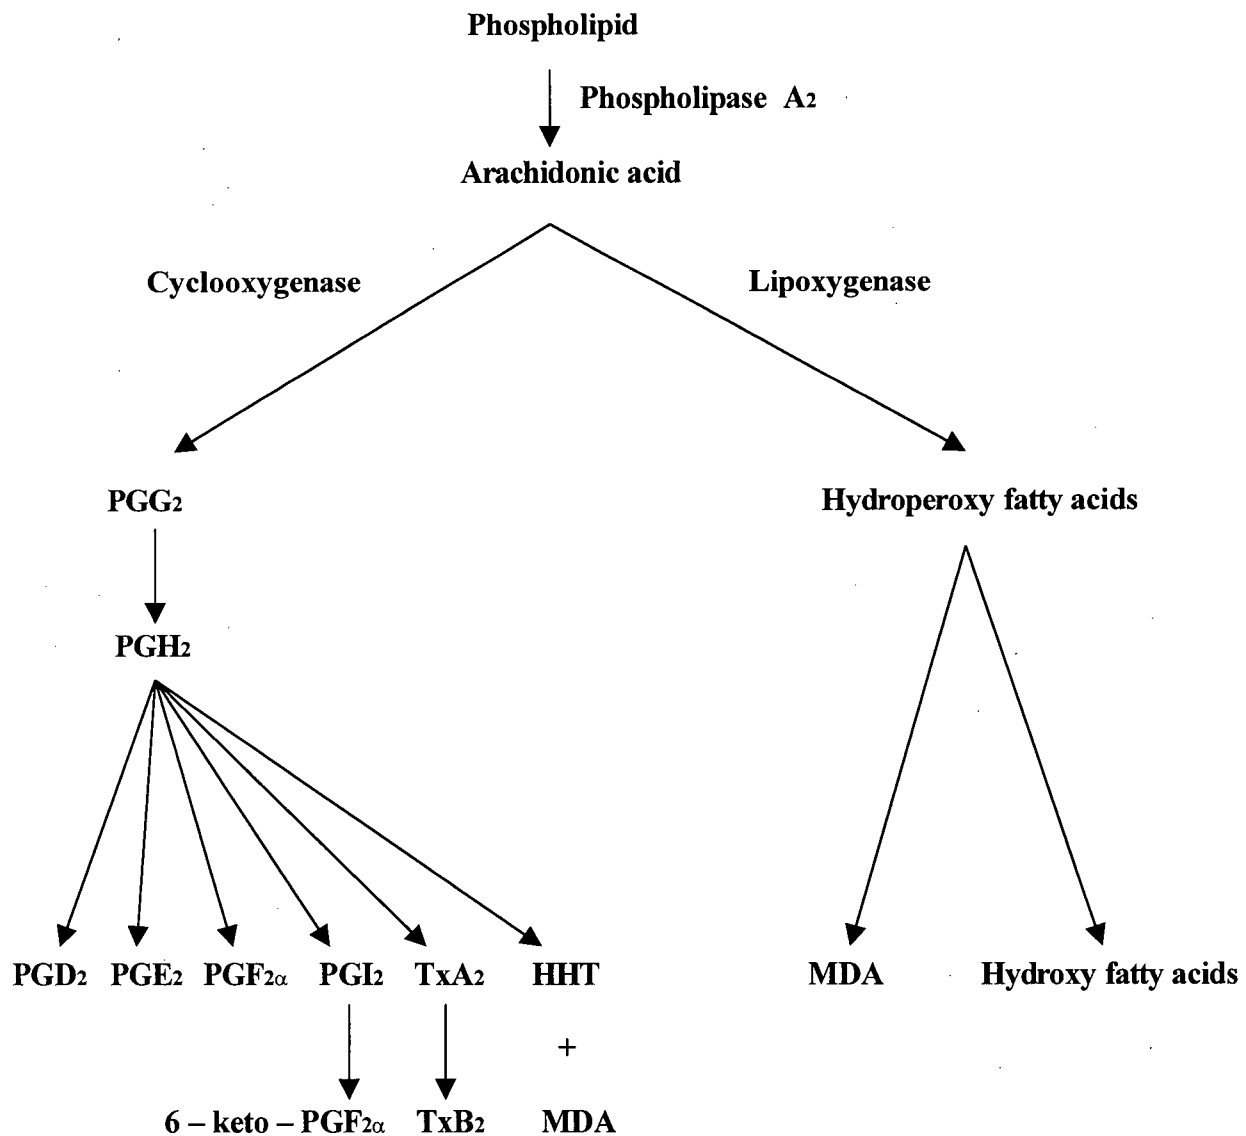 Phospholipid
Phospholipase A2
Arachidonic acid
Cyclooxygenase Lipoxygenase
PGG2 Hydroperoxy fatty acids
PGH2
PGD2 PGE2 PGF2α PGI2 TxA2 HHT MDA Hydroxy fatty acids
+
6 – keto – PGF2α TxB2 MDA